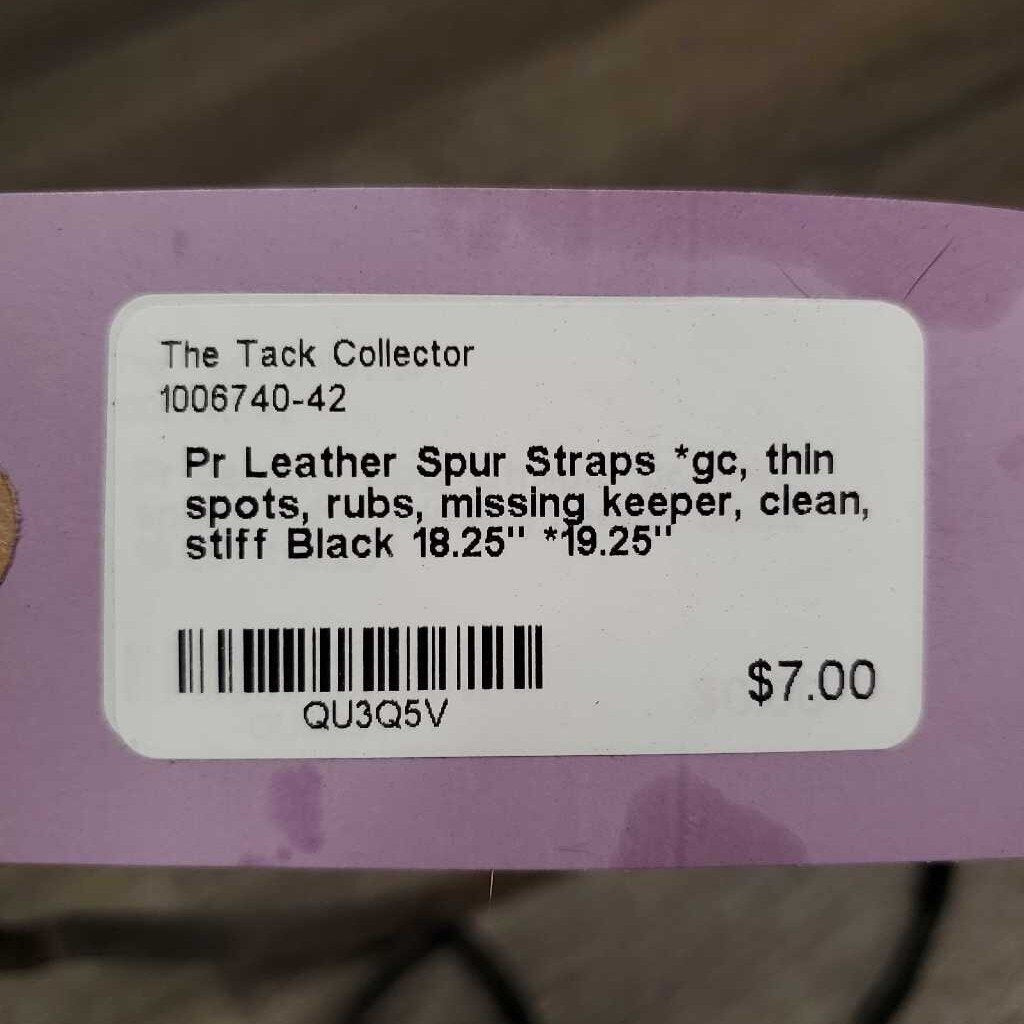 The Tack Collector
1006740-42
Pr Leather Spur Straps *gc, thin
spots, rubs, missing keeper, clean,
stiff Black 18.25" *19.25"
QU3Q5V
$7.00